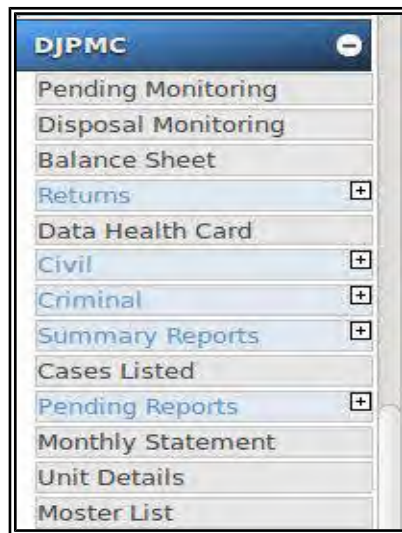 DJPMC
Pending Monitoring
Disposal Monitoring
Balance Sheet
Returns
Data Health Card
Civil
Criminal
Summary Reports
Cases Listed
Pending Reports
Monthly Statement
Unit Details
Moster List